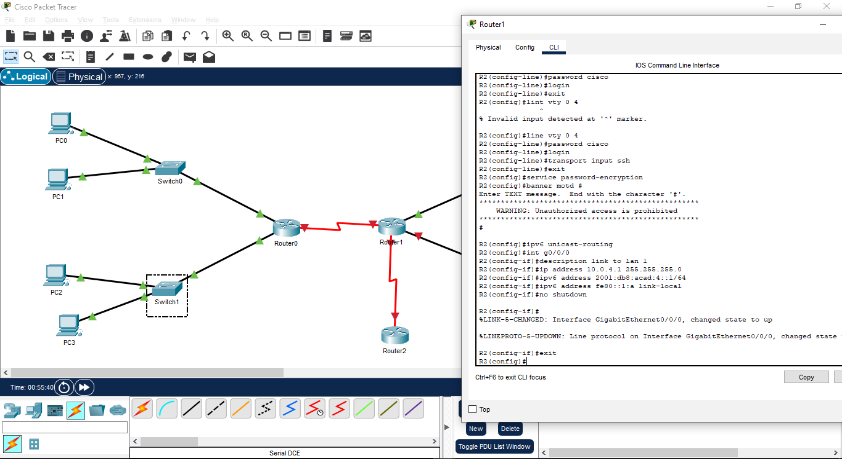 Cisco Packet Tracer
File Edit Options View Tools Extensions Window Help
Logical
Physical
x: 957, y: 216
PC0
PC1
Switch0
Router0
Router1
PC2
Switch1
PC3
Router2
Time: 00:55:40
Serial DCE
New
Delete
Toggle PDU List Window
Router1
Physical Config CLI
IOS Command Line Interface
R2(config-line)#password cisco
R2(config-line)#login
R2(config-line)#exit
R2(config)#lint vty 0 4
^
% Invalid input detected at '^' marker.
R2(config)#line vty 0 4
R2(config-line)#password cisco
R2(config-line)#login
R2(config-line)#transport input ssh
R2(config-line)#exit
R2(config)#service password-encryption
R2(config)#banner motd #
Enter TEXT message. End with the character '#'.
WARNING: Unauthorized access is prohibited
#
R2(config)#ipv6 unicast-routing
R2(config)#int g0/0/0
R2(config-if)#description link to lan 1
R2(config-if)#ip address 10.0.4.1 255.255.255.0
R2(config-if)#ipv6 address 2001:db8:acad:4::1/64
R2(config-if)#ipv6 address fe80::1:a link-local
R2(config-if)#no shutdown
R2(config-if)#
%LINK-5-CHANGED: Interface GigabitEthernet0/0/0, changed state to up
%LINEPROTO-5-UPDOWN: Line protocol on Interface GigabitEthernet0/0/0, changed state
R2(config-if)#exit
R2(config)#
Ctrl+F6 to exit CLI focus
Copy
Top